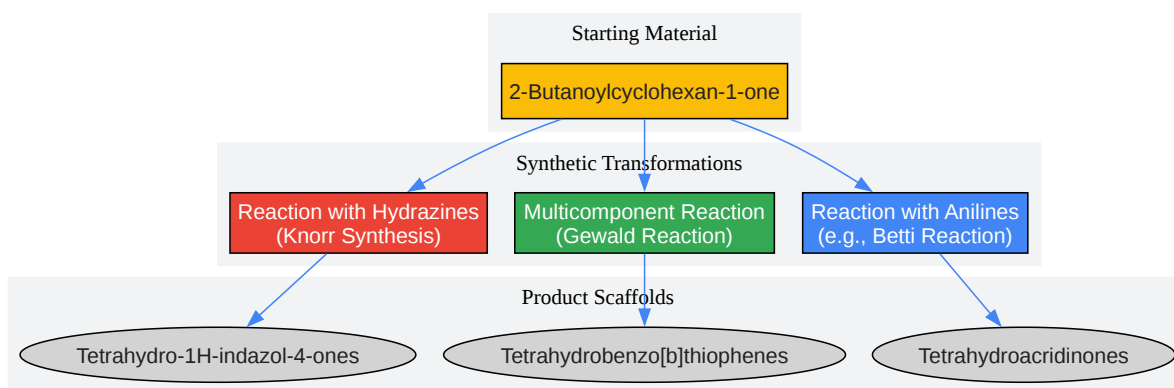 Starting Material
2-Butanoylcyclohexan-1-one
Synthetic Transformations
Reaction with Hydrazines
(Knorr Synthesis)
Multicomponent Reaction
(Gewald Reaction)
Reaction with Anilines
(e.g., Betti Reaction)
Product Scaffolds
Tetrahydro-1H-indazol-4-ones
Tetrahydrobenzo[b]thiophenes
Tetrahydroacridinones